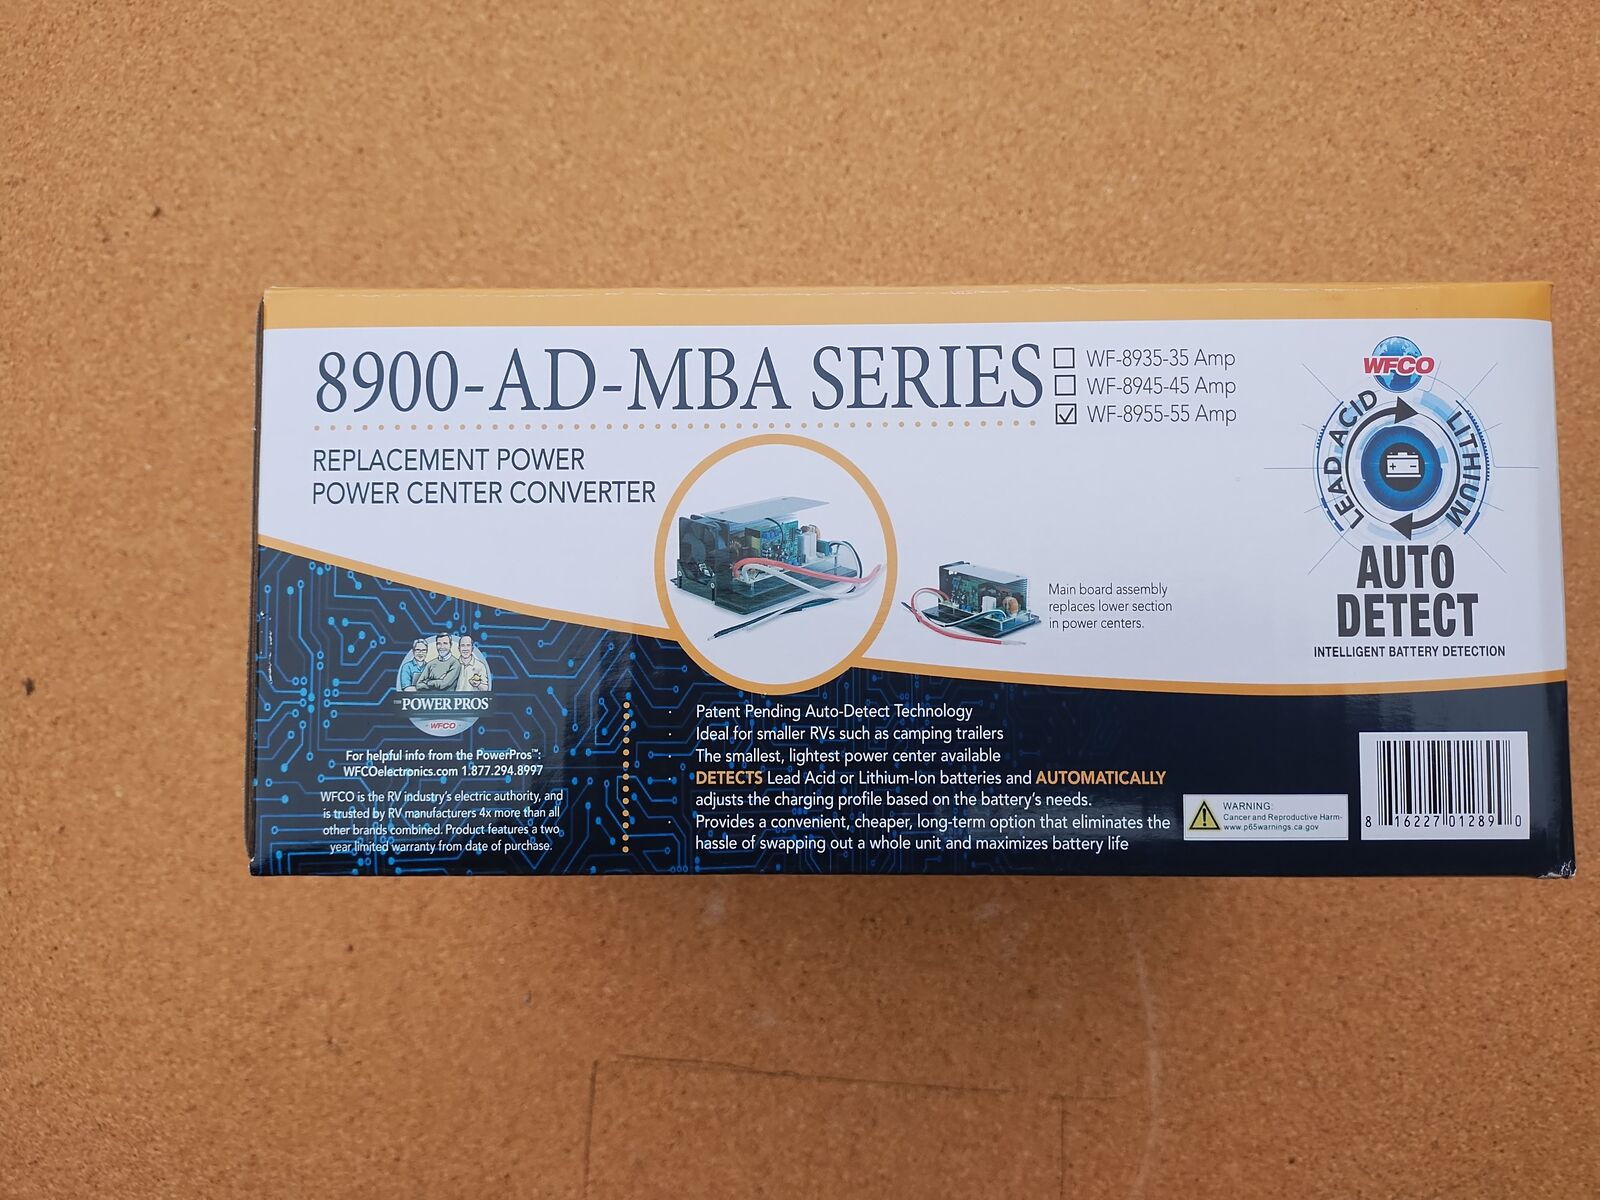 8900-AD-MBA SERIES
WF-8935-35 Amp
WF-8945-45 Amp
WF-8955-55 Amp
REPLACEMENT POWER
POWER CENTER CONVERTER
WFCO
LEAD ACID
LITHIUM
AUTO
DETECT
INTELLIGENT BATTERY DETECTION
Main board assembly
replaces lower section
in power centers.
THE POWER PROS
WFCO
For helpful info from the PowerPros™:
WFCOelectronics.com 1.877.294.8997
WFCO is the RV industry's electric authority, and
is trusted by RV manufacturers 4x more than all
other brands combined. Product features a two
year limited warranty from date of purchase.
· Patent Pending Auto-Detect Technology
· Ideal for smaller RVs such as camping trailers
· The smallest, lightest power center available
· DETECTS Lead Acid or Lithium-Ion batteries and AUTOMATICALLY
adjusts the charging profile based on the battery's needs.
· Provides a convenient, cheaper, long-term option that eliminates the
hassle of swapping out a whole unit and maximizes battery life
WARNING:
Cancer and Reproductive Harm-
www.p65warnings.ca.gov
8 16227 01289 0